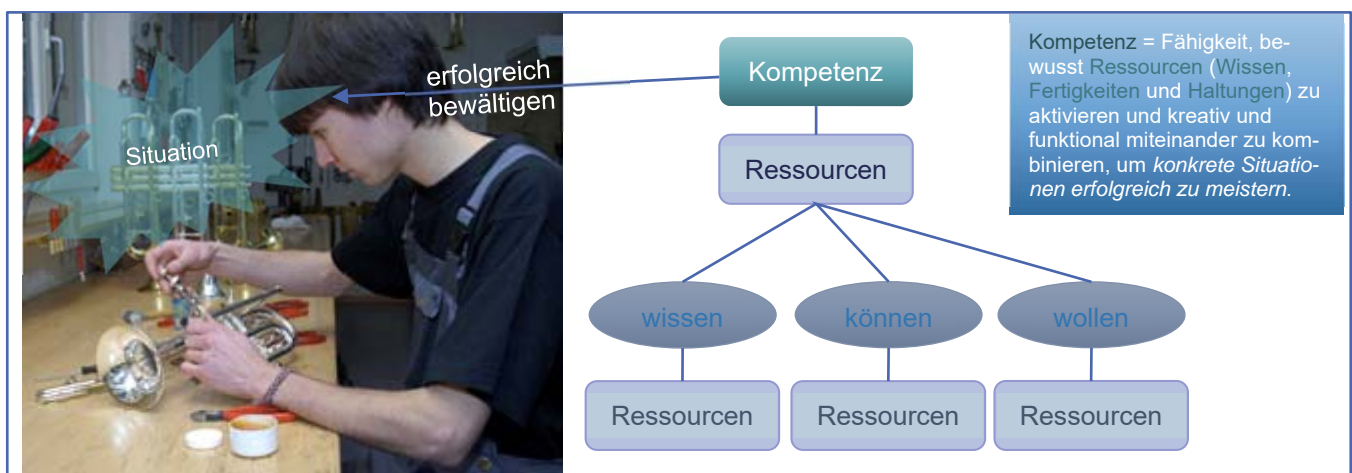 erfolgreich
bewältigen
Situation
Kompetenz
Ressourcen
wissen
können
wollen
Ressourcen
Ressourcen
Ressourcen
Kompetenz = Fähigkeit, be-
wusst Ressourcen (Wissen,
Fertigkeiten und Haltungen) zu
aktivieren und kreativ und
funktional miteinander zu kom-
binieren, um konkrete Situatio-
nen erfolgreich zu meistern.